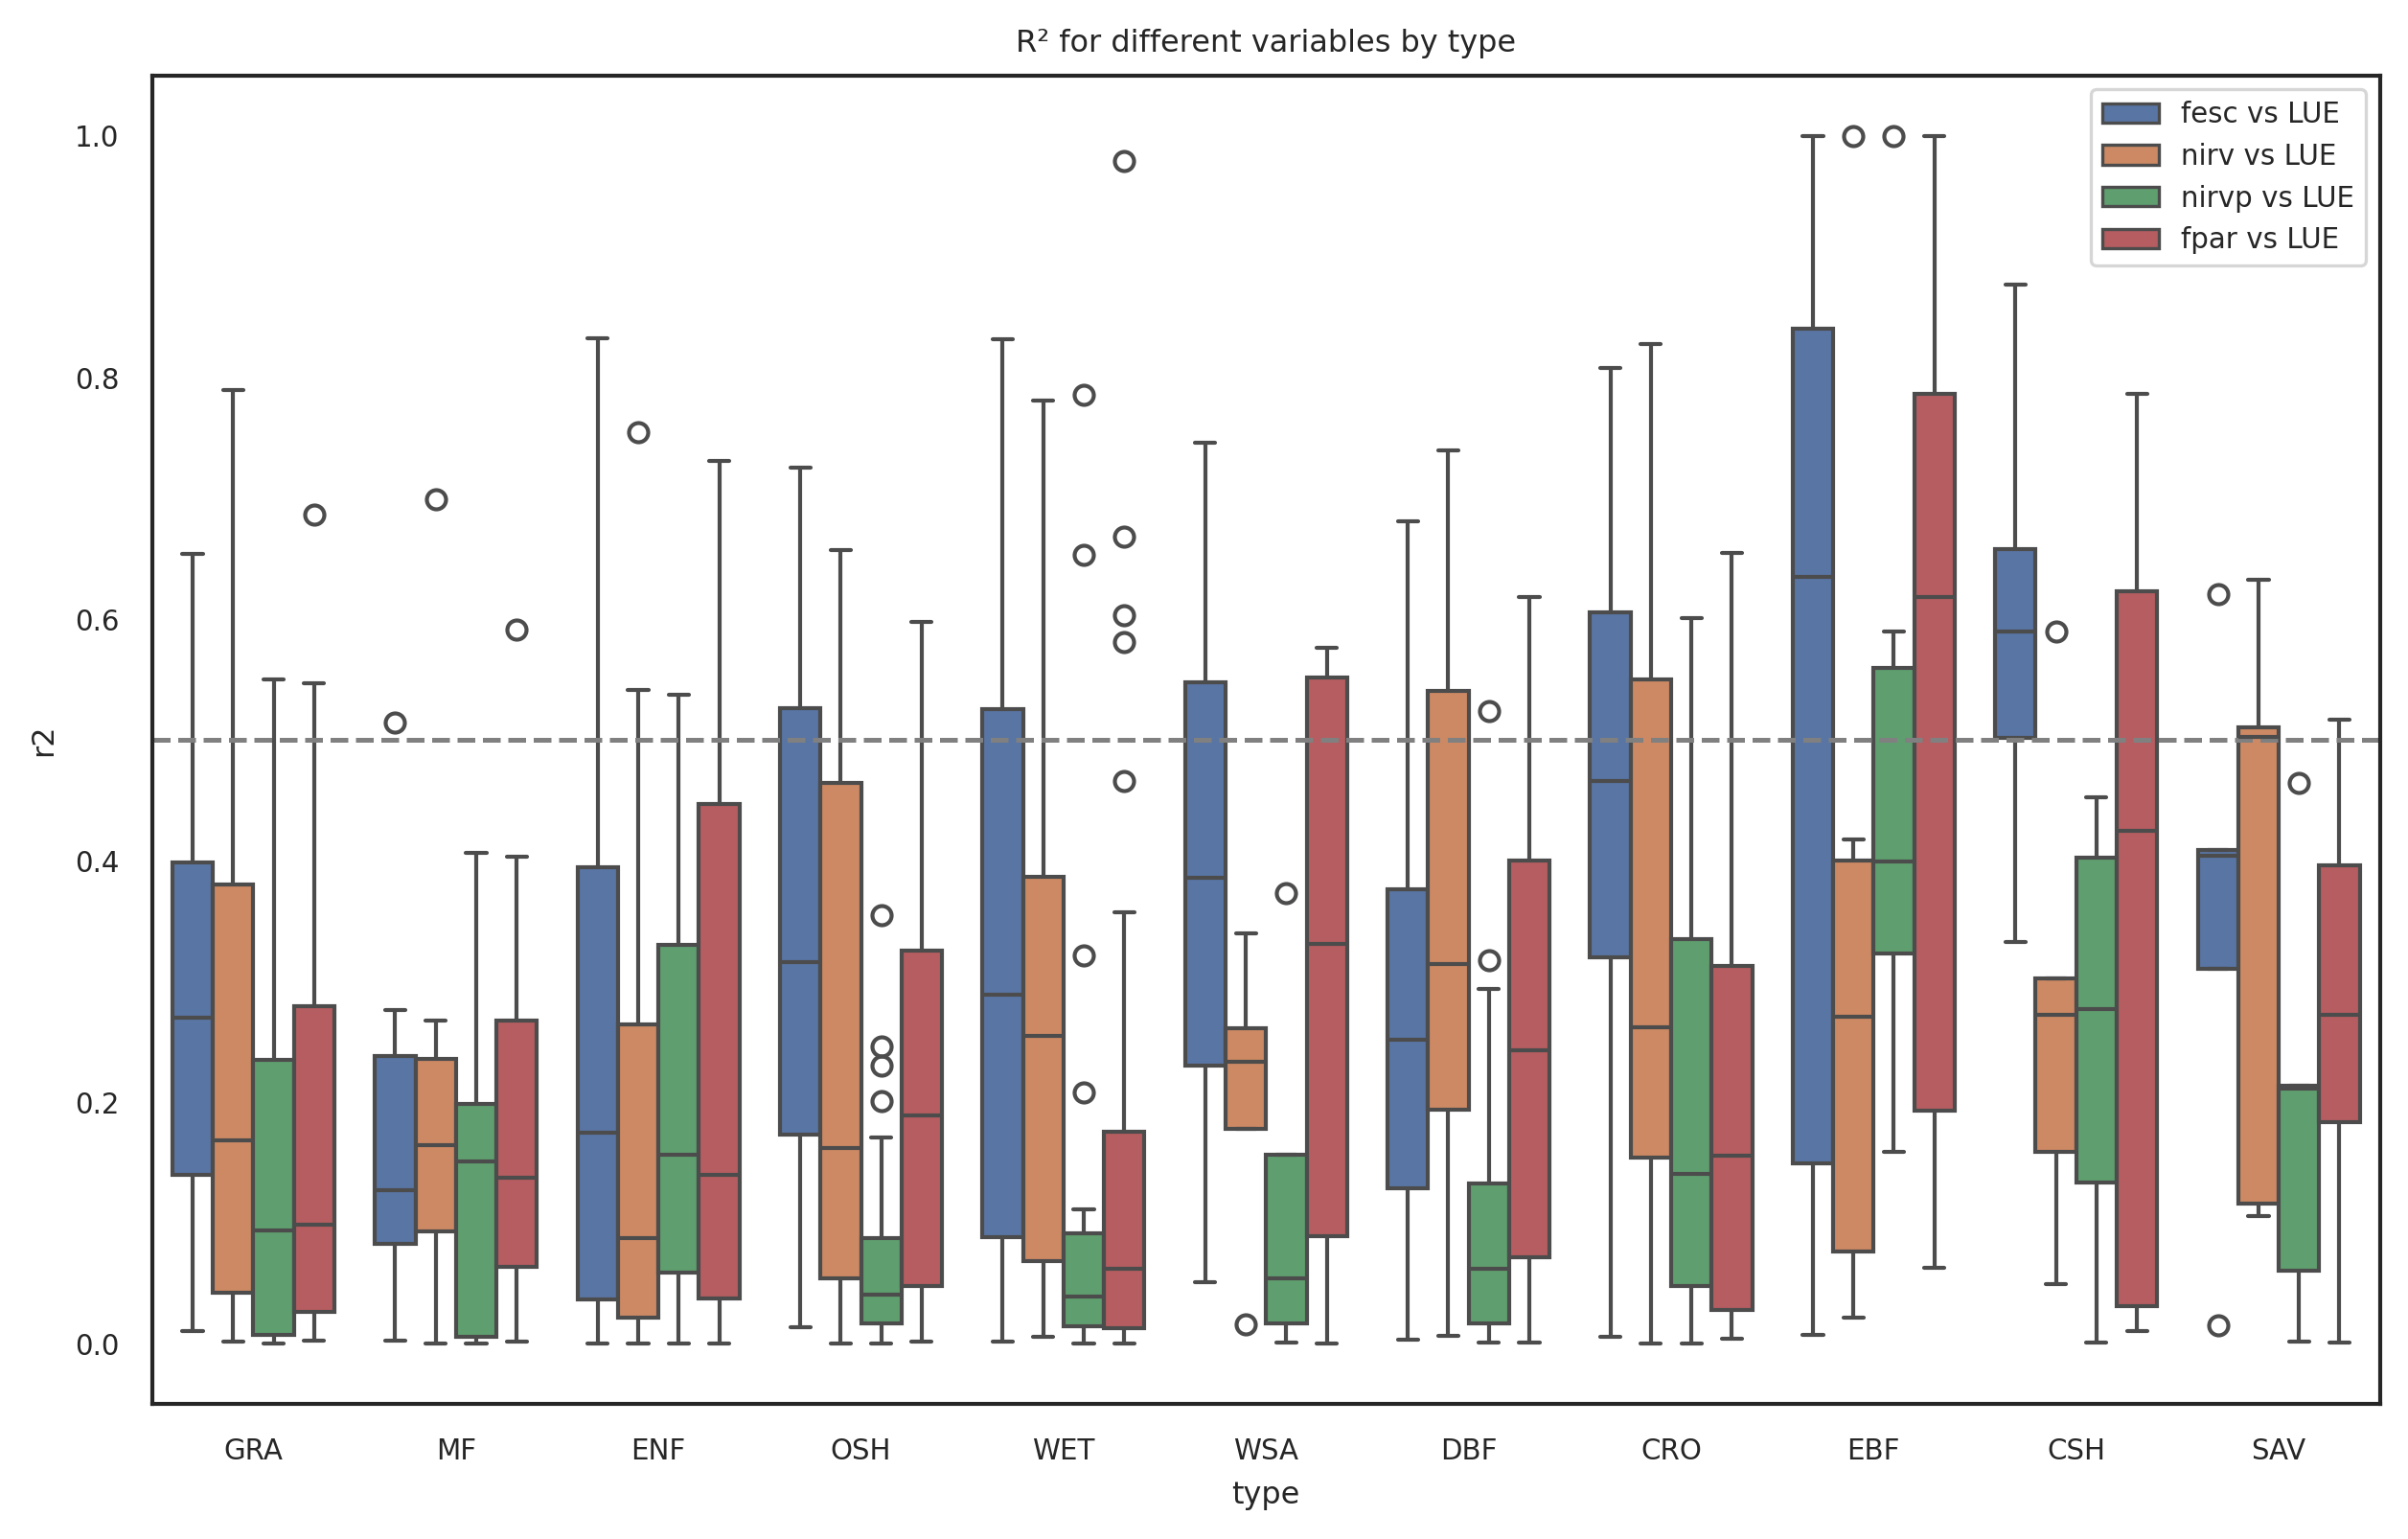 R² for different variables by type
fesc vs LUE
nirv vs LUE
nirvp vs LUE
fpar vs LUE
1.0
0.8
0.6
0.4
0.2
0.0
r2
GRA MF ENF OSH WET WSA DBF CRO EBF CSH SAV
type